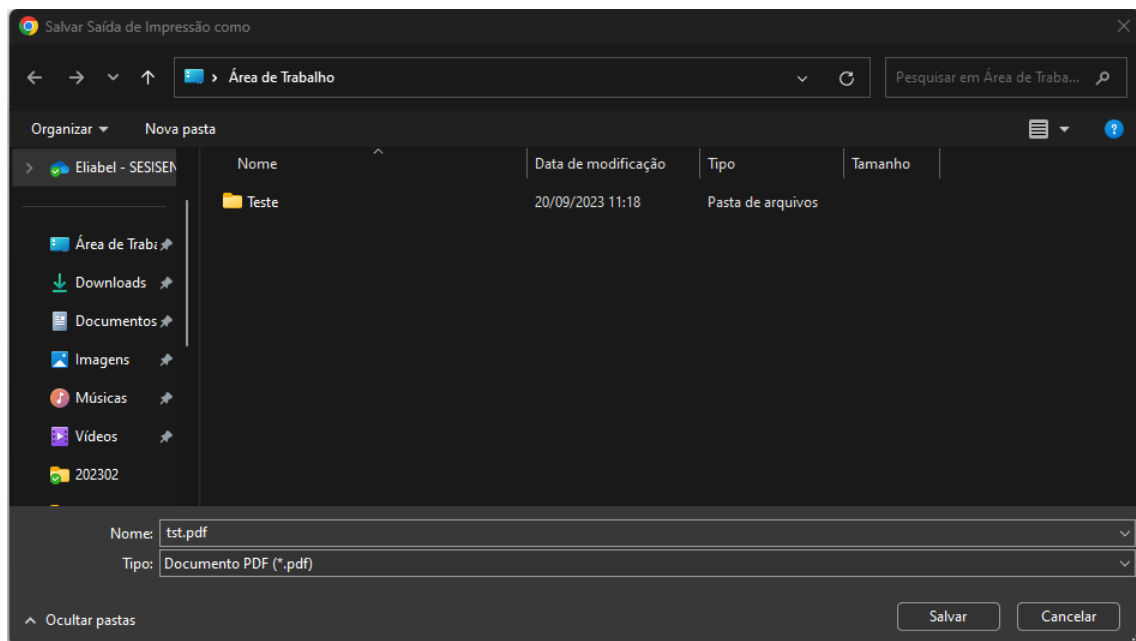 Salvar Saída de Impressão como
Área de Trabalho
Pesquisar em Área de Traba...
Organizar
Nova pasta
Eliabel - SESISEN
Nome
Data de modificação
Tipo
Tamanho
Teste
20/09/2023 11:18
Pasta de arquivos
Área de Traba
Downloads
Documentos
Imagens
Músicas
Vídeos
202302
Nome: tst.pdf
Tipo: Documento PDF (*.pdf)
Ocultar pastas
Salvar
Cancelar